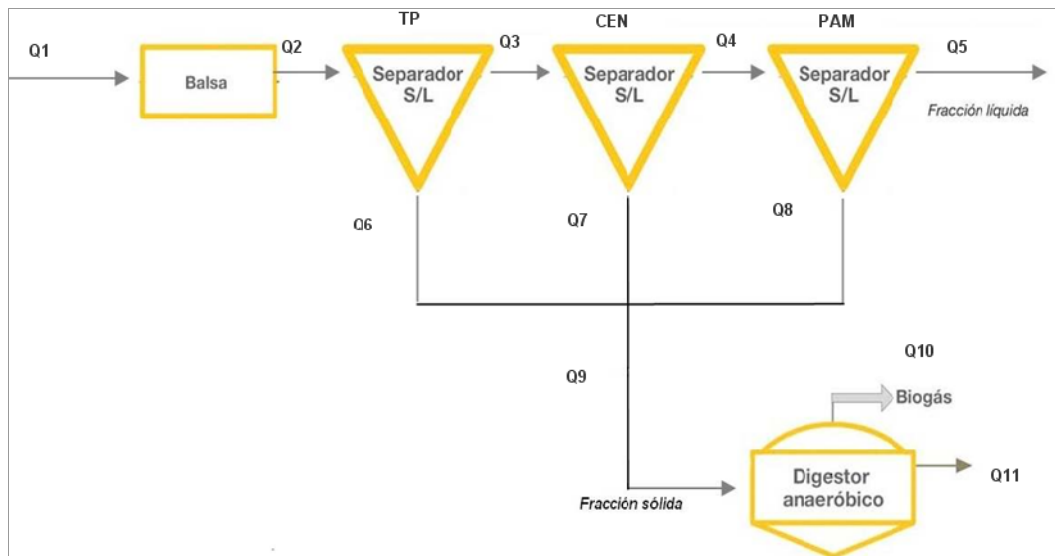 TP
CEN
PAM
Q1
Q2
Q3
Q4
Q5
Balsa
Separador
S/L
Separador
S/L
Separador
S/L
Fracción líquida
Q6
Q7
Q8
Q9
Q10
Biogás
Digestor
anaeróbico
Q11
Fracción sólida